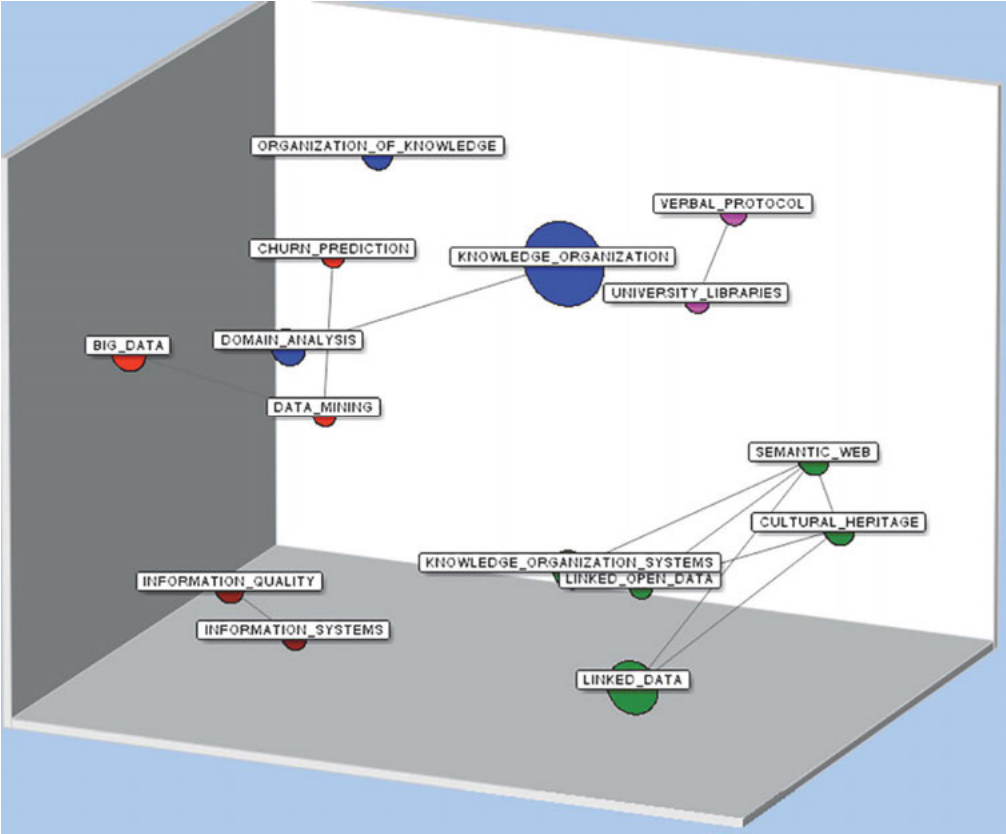 ORGANIZATION_OF_KNOWLEDGE
VERBAL_PROTOCOL
CHURN_PREDICTION
KNOWLEDGE_ORGANIZATION
UNIVERSITY_LIBRARIES
BIG_DATA
DOMAIN_ANALYSIS
DATA_MINING
SEMANTIC_WEB
CULTURAL_HERITAGE
KNOWLEDGE_ORGANIZATION_SYSTEMS
LINKED_OPEN_DATA
INFORMATION_QUALITY
INFORMATION_SYSTEMS
LINKED_DATA